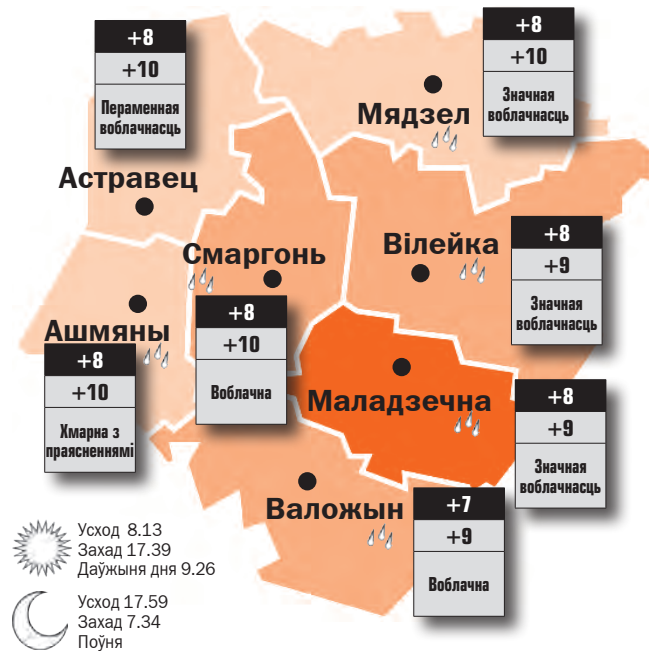 +8
+10
Пераменная
воблачнасць
Астравец
+8
+10
Значная
воблачнасць
Мядзел
Смаргонь
+8
+10
Воблачна
Вілейка
+8
+9
Значная
воблачнасць
Ашмяны
+8
+10
Хмарна з
праясненнямі
Маладзечна
+8
+9
Значная
воблачнасць
Валожын
+7
+9
Воблачна
Усход 8.13
Захад 17.39
Даўжыня дня 9.26
Усход 17.59
Захад 7.34
Поўня